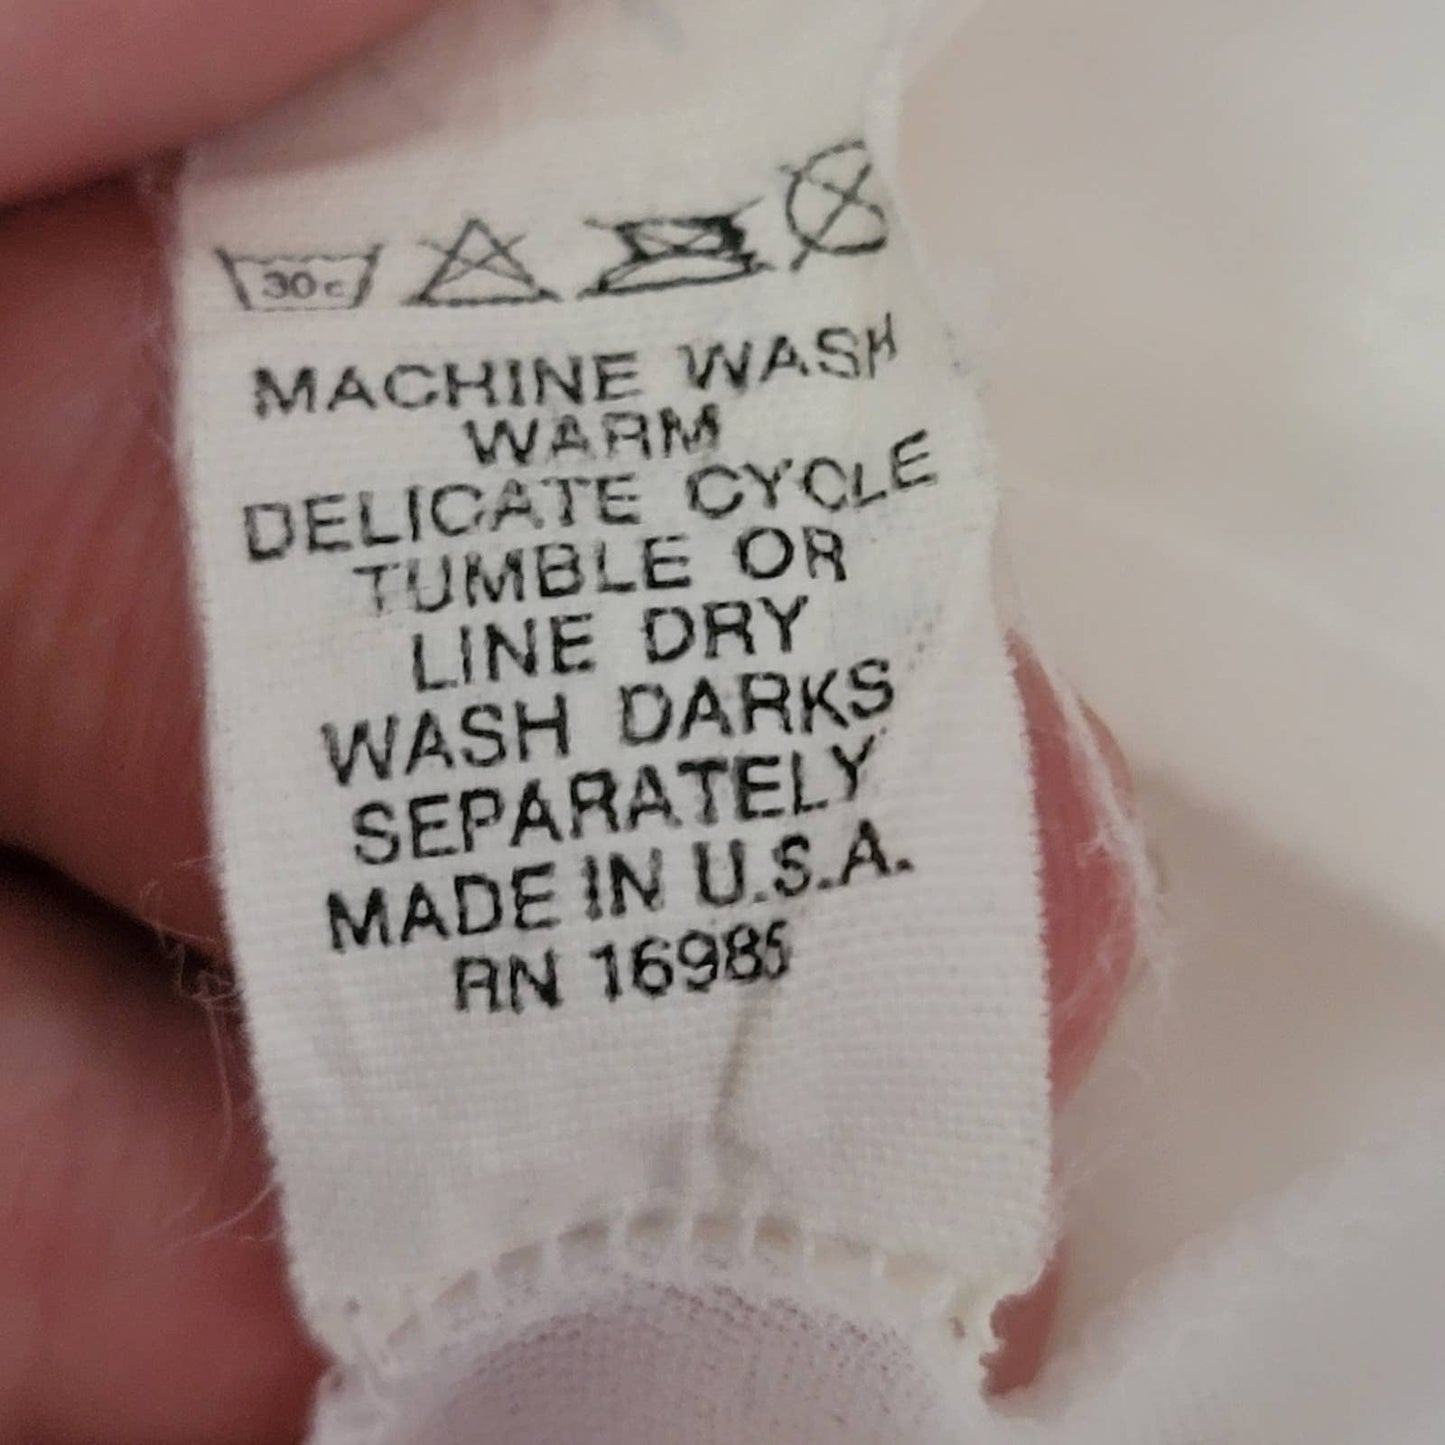 30c
MACHINE WASH
WARM
DELICATE CYCLE
TUMBLE OR
LINE DRY
WASH DARKS
SEPARATELY
MADE IN U.S.A.
RN 16985